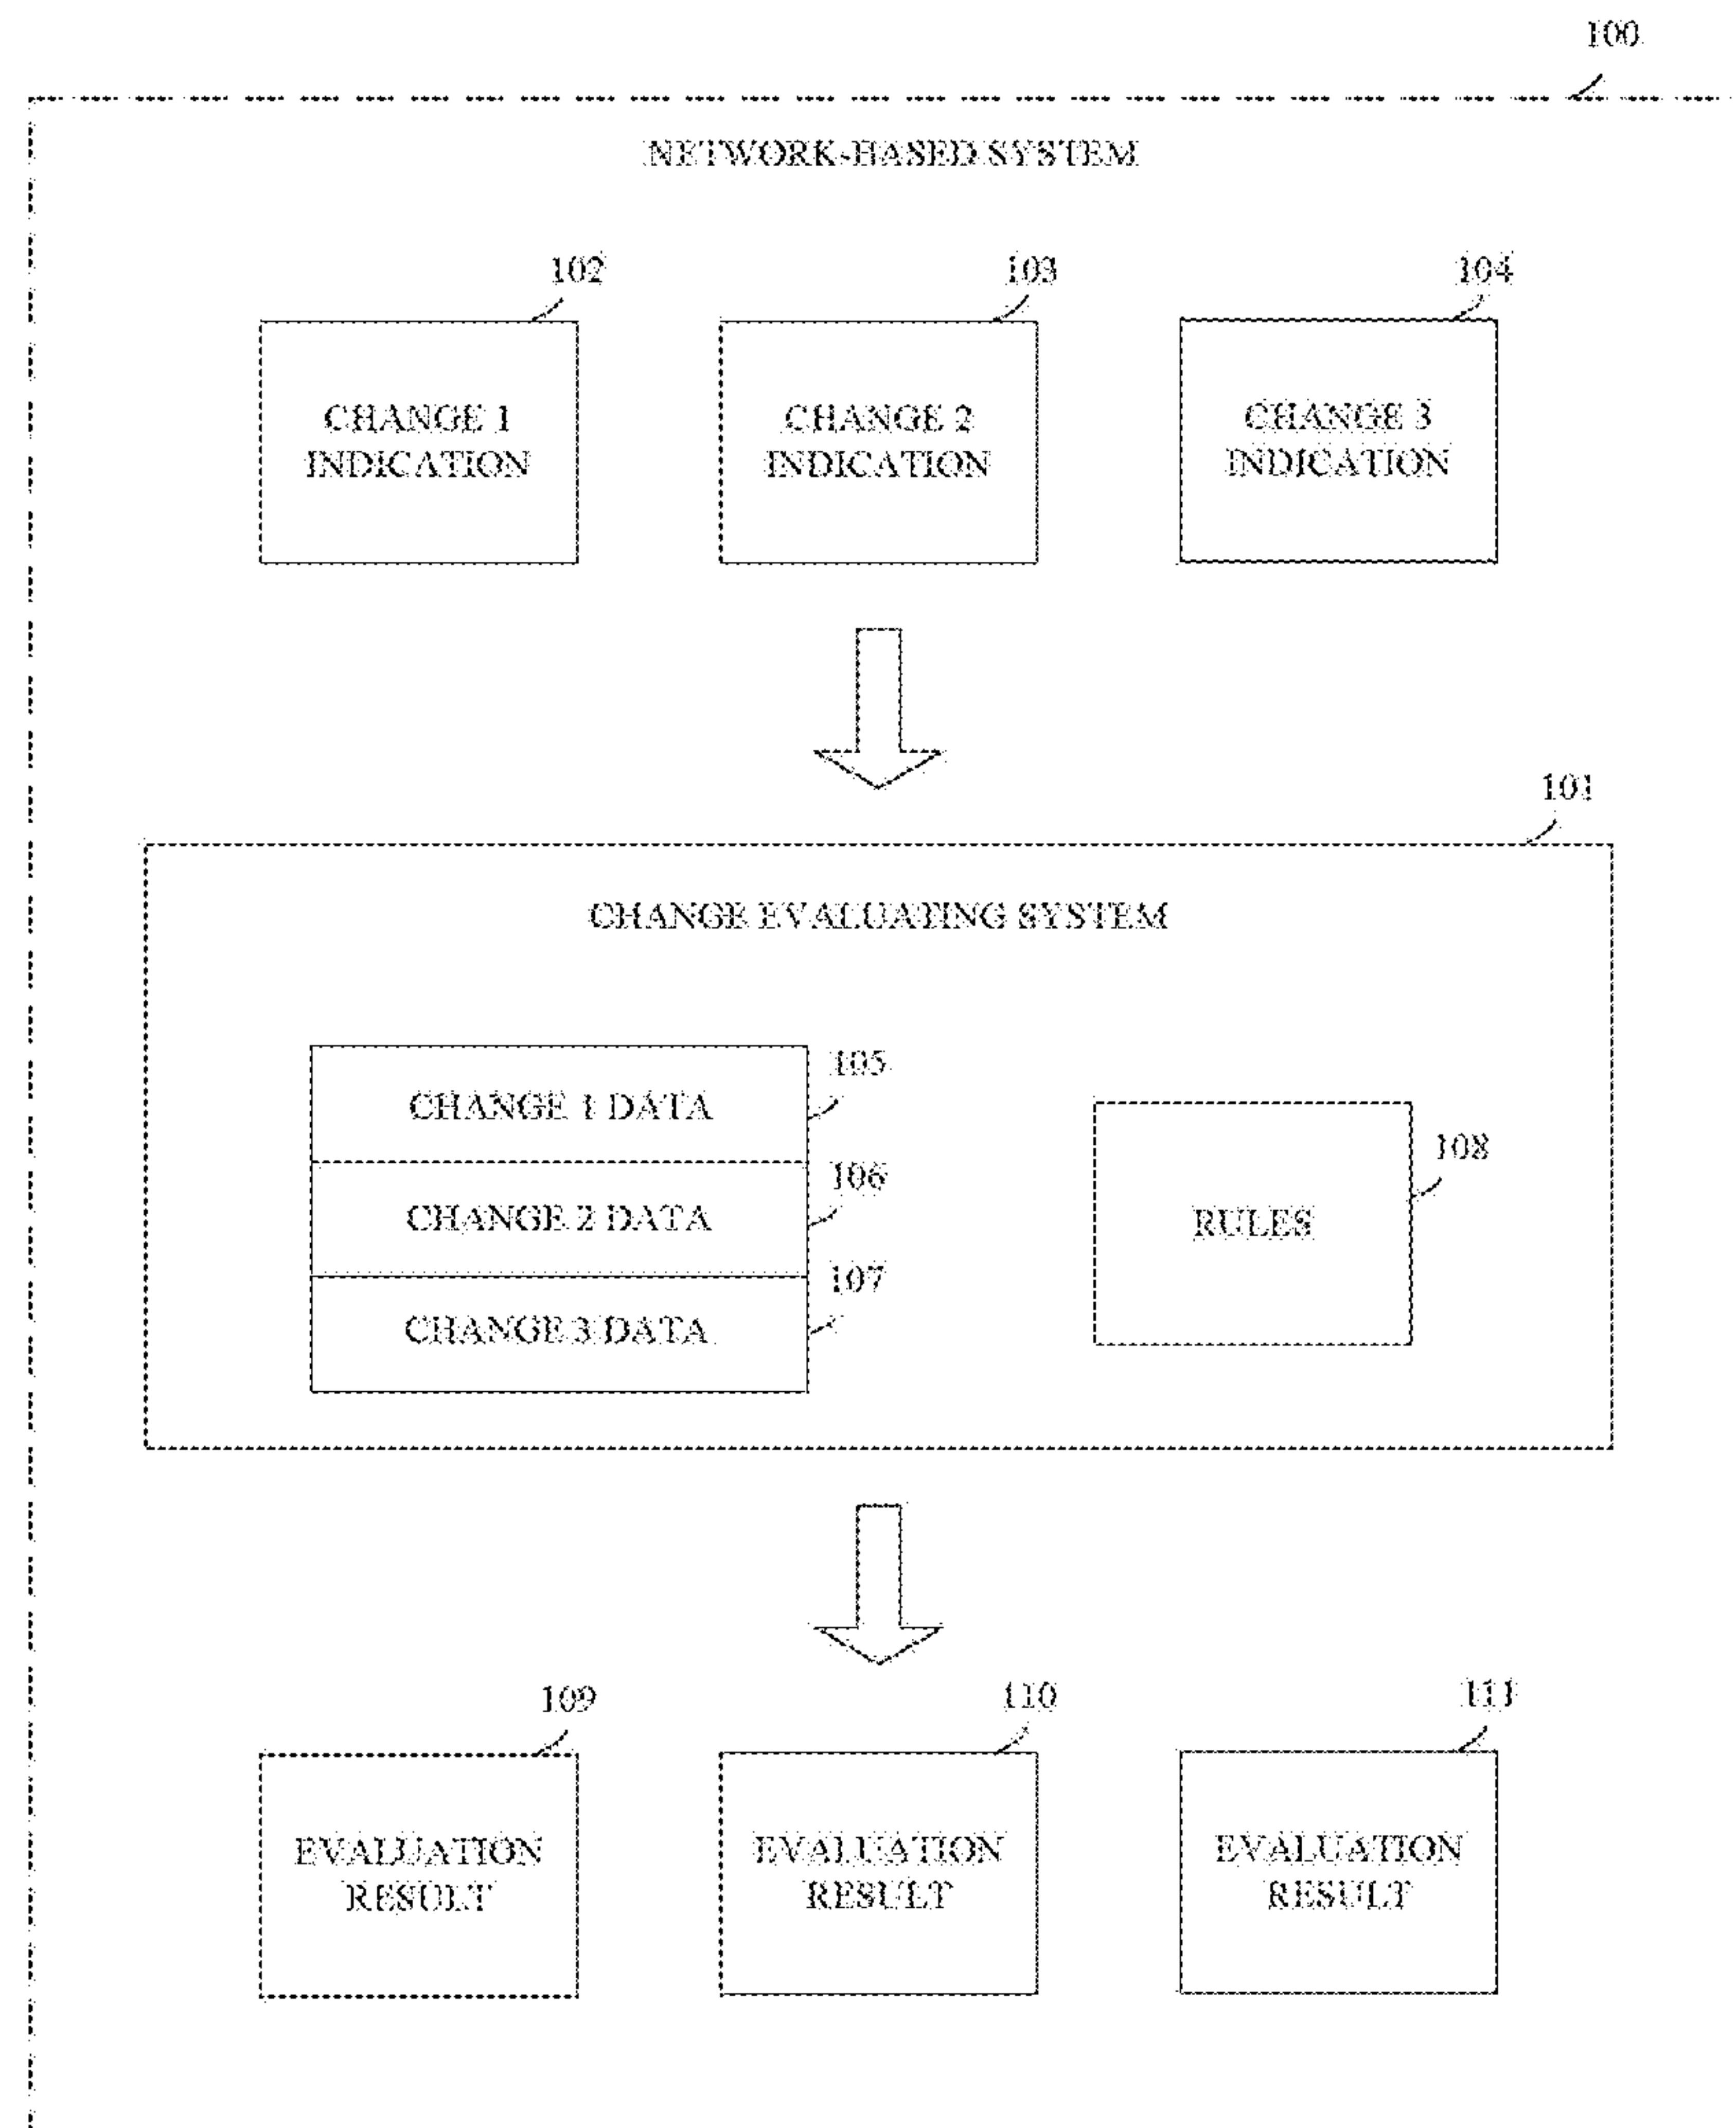 100
NETWORK-BASED SYSTEM
102
103
104
CHANGE 1
INDICATION
CHANGE 2
INDICATION
CHANGE 3
INDICATION
101
CHANGE EVALUATING SYSTEM
105
CHANGE 1 DATA
106
CHANGE 2 DATA
107
CHANGE 3 DATA
108
RULES
109
110
111
EVALUATION
RESULT
EVALUATION
RESULT
EVALUATION
RESULT